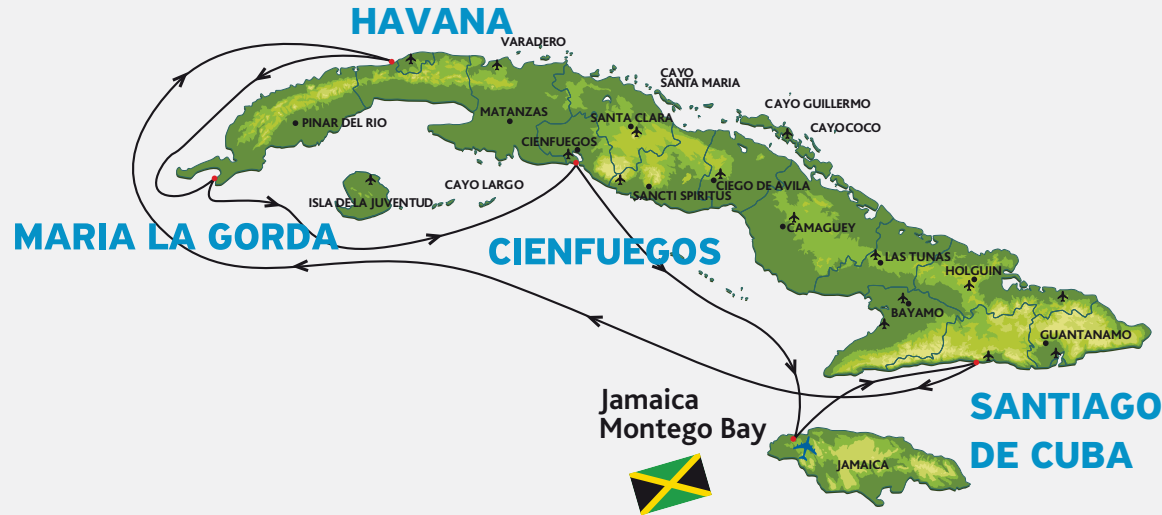 HAVANA
VARADERO
CAYO
SANTA MARIA
CAYO GUILLERMO
CAYOCOCO
PINAR DEL RIO
MATANZAS
SANTA CLARA
CIENFUEGOS
CAYO LARGO
ISLA DE LA JUVENTUD
SANCTI SPIRITUS
CIEGO DE AVILA
MARIA LA GORDA
CIENFUEGOS
CAMAGUEY
LAS TUNAS
HOLGUIN
BAYAMO
GUANTANAMO
Jamaica
Montego Bay
SANTIAGO
DE CUBA
JAMAICA